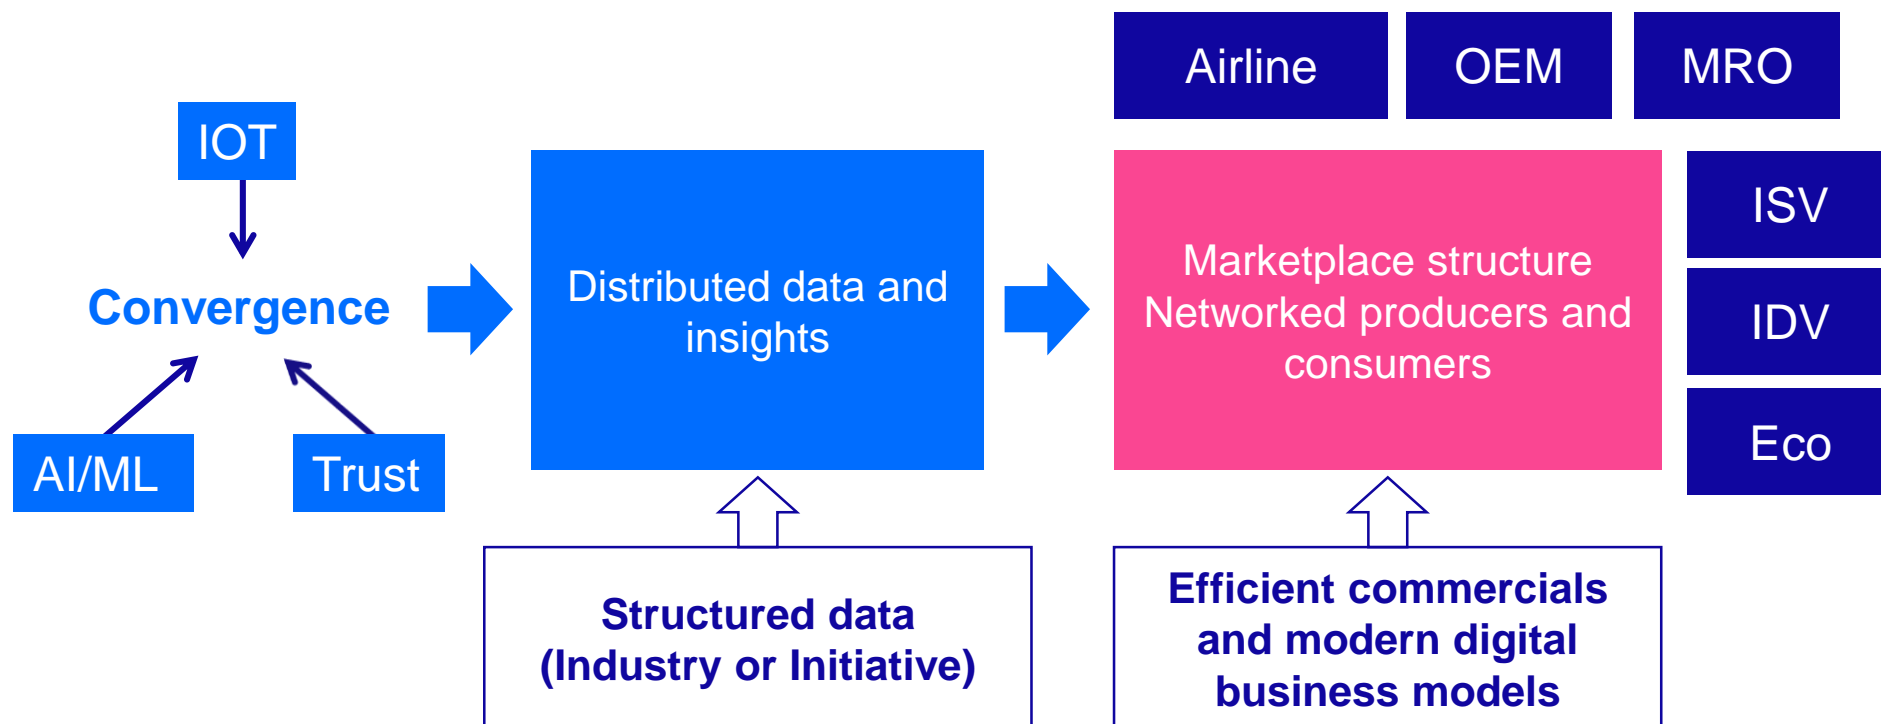 Airline
OEM
MRO
IOT
Convergence
AI/ML
Trust
Distributed data and
insights
Marketplace structure
Networked producers and
consumers
ISV
IDV
Eco
Structured data
(Industry or Initiative)
Efficient commercials
and modern digital
business models